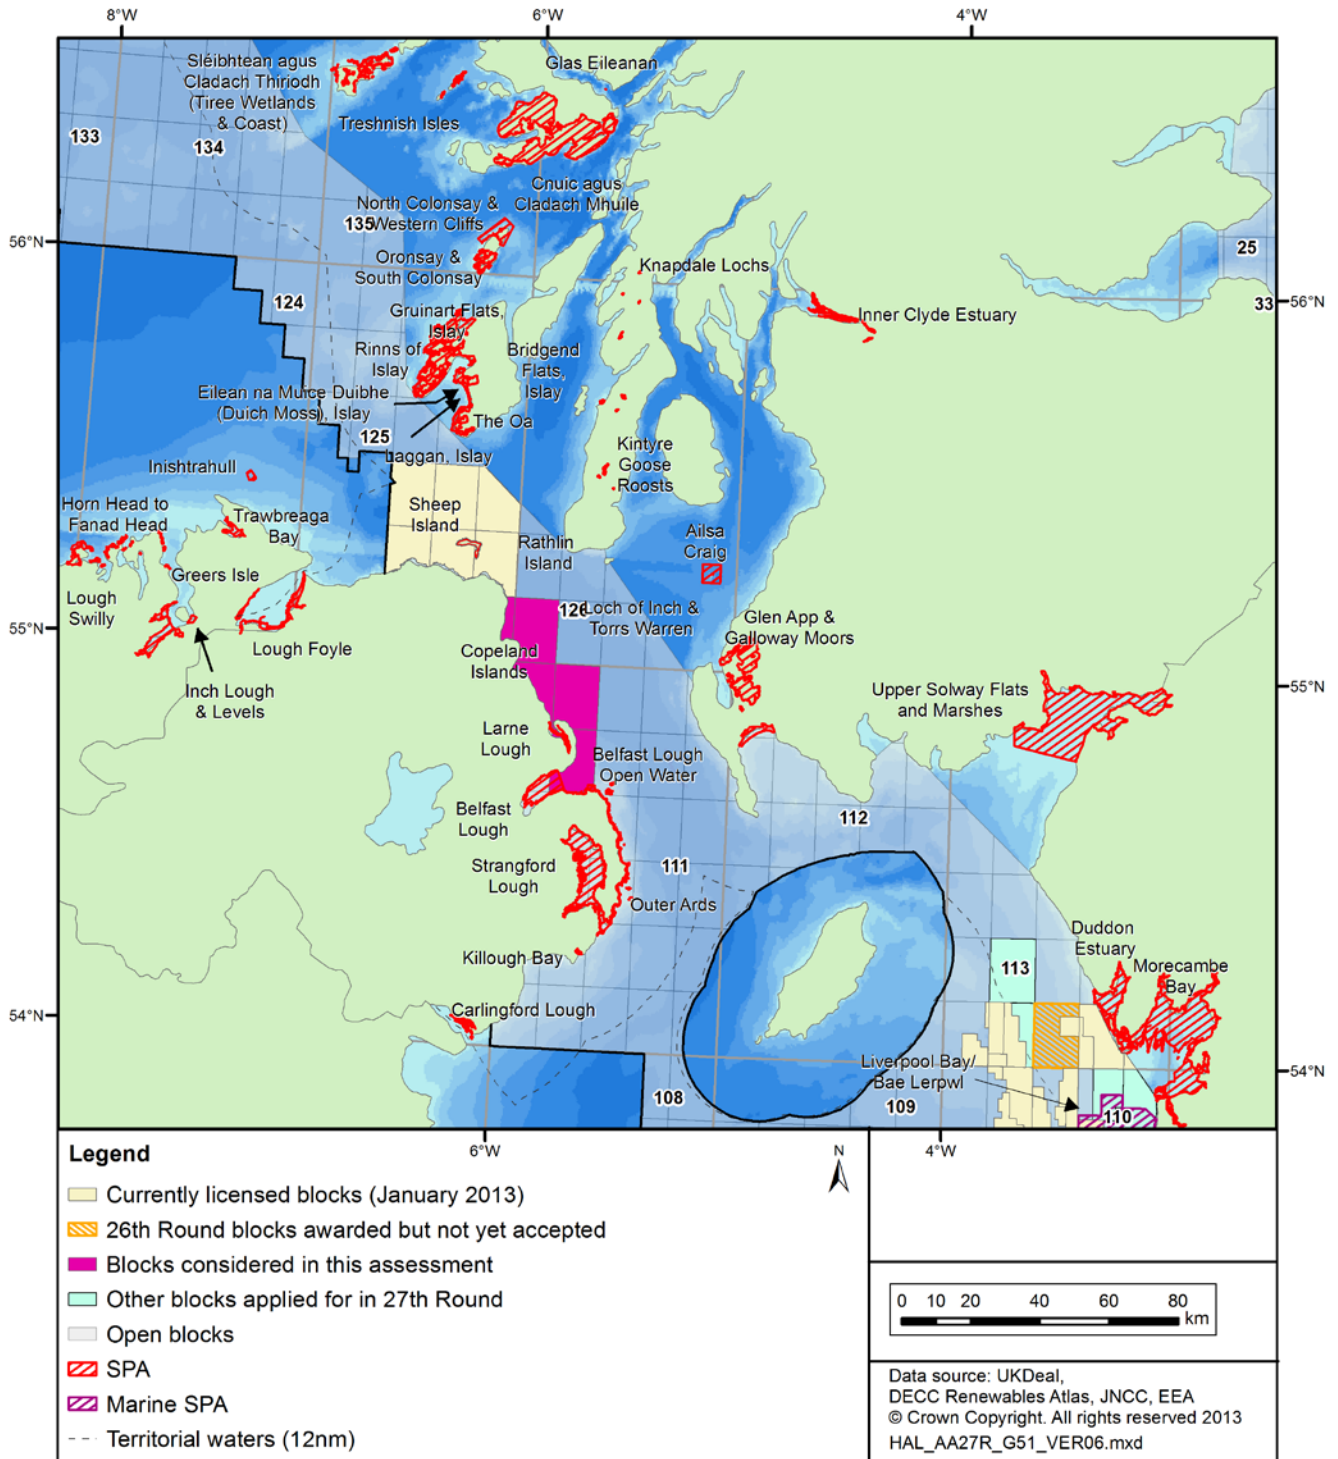 8°W
6°W
4°W
Sléibhtean agus
Cladach Thiriodh
(Tiree Wetlands
& Coast)
Glas Eileanan
133
134
Treshnish Isles
Cnuic agus
Cladach Mhuile
North Colonsay &
Western Cliffs
135
56°N
Oronsay &
South Colonsay
Knapdale Lochs
25
124
33
56°N
Gruinart Flats,
Islay
Inner Clyde Estuary
Rinns of
Islay
Bridgend
Flats,
Islay
Eilean na Muice Duibhe
(Duich Moss), Islay
The Oa
125
Laggan, Islay
Kintyre
Goose
Roosts
Inishtrahull
Horn Head to
Fanad Head
Trawbreaga
Bay
Sheep
Island
Rathlin
Island
Ailsa
Craig
Greers Isle
Lough
Swilly
126
Loch of Inch &
Torrs Warren
Glen App &
Galloway Moors
55°N
Lough Foyle
Copeland
Islands
Inch Lough
& Levels
Upper Solway Flats
and Marshes
55°N
Larne
Lough
Belfast Lough
Open Water
Belfast
Lough
112
Strangford
Lough
111
Outer Ards
Killough Bay
Duddon
Estuary
113
Morecambe
Bay
Carlingford Lough
54°N
Liverpool Bay/
Bae Lerpwl
54°N
108
109
110
6°W
4°W
Legend
Currently licensed blocks (January 2013)
26th Round blocks awarded but not yet accepted
Blocks considered in this assessment
Other blocks applied for in 27th Round
Open blocks
SPA
Marine SPA
Territorial waters (12nm)
N
0 10 20 40 60 80
km
Data source: UKDeal,
DECC Renewables Atlas, JNCC, EEA
© Crown Copyright. All rights reserved 2013
HAL_AA27R_G51_VER06.mxd